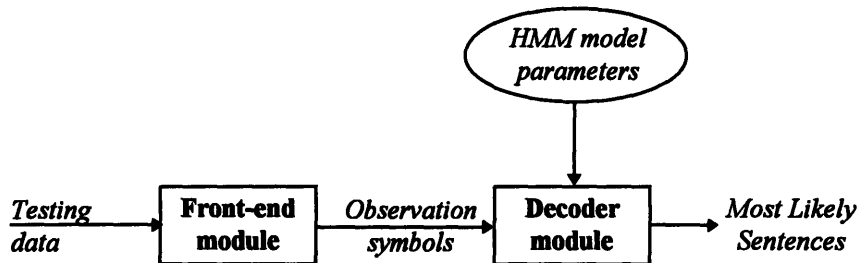 HMM model
parameters
Testing
data
Front-end
module
Observation
symbols
Decoder
module
Most Likely
Sentences